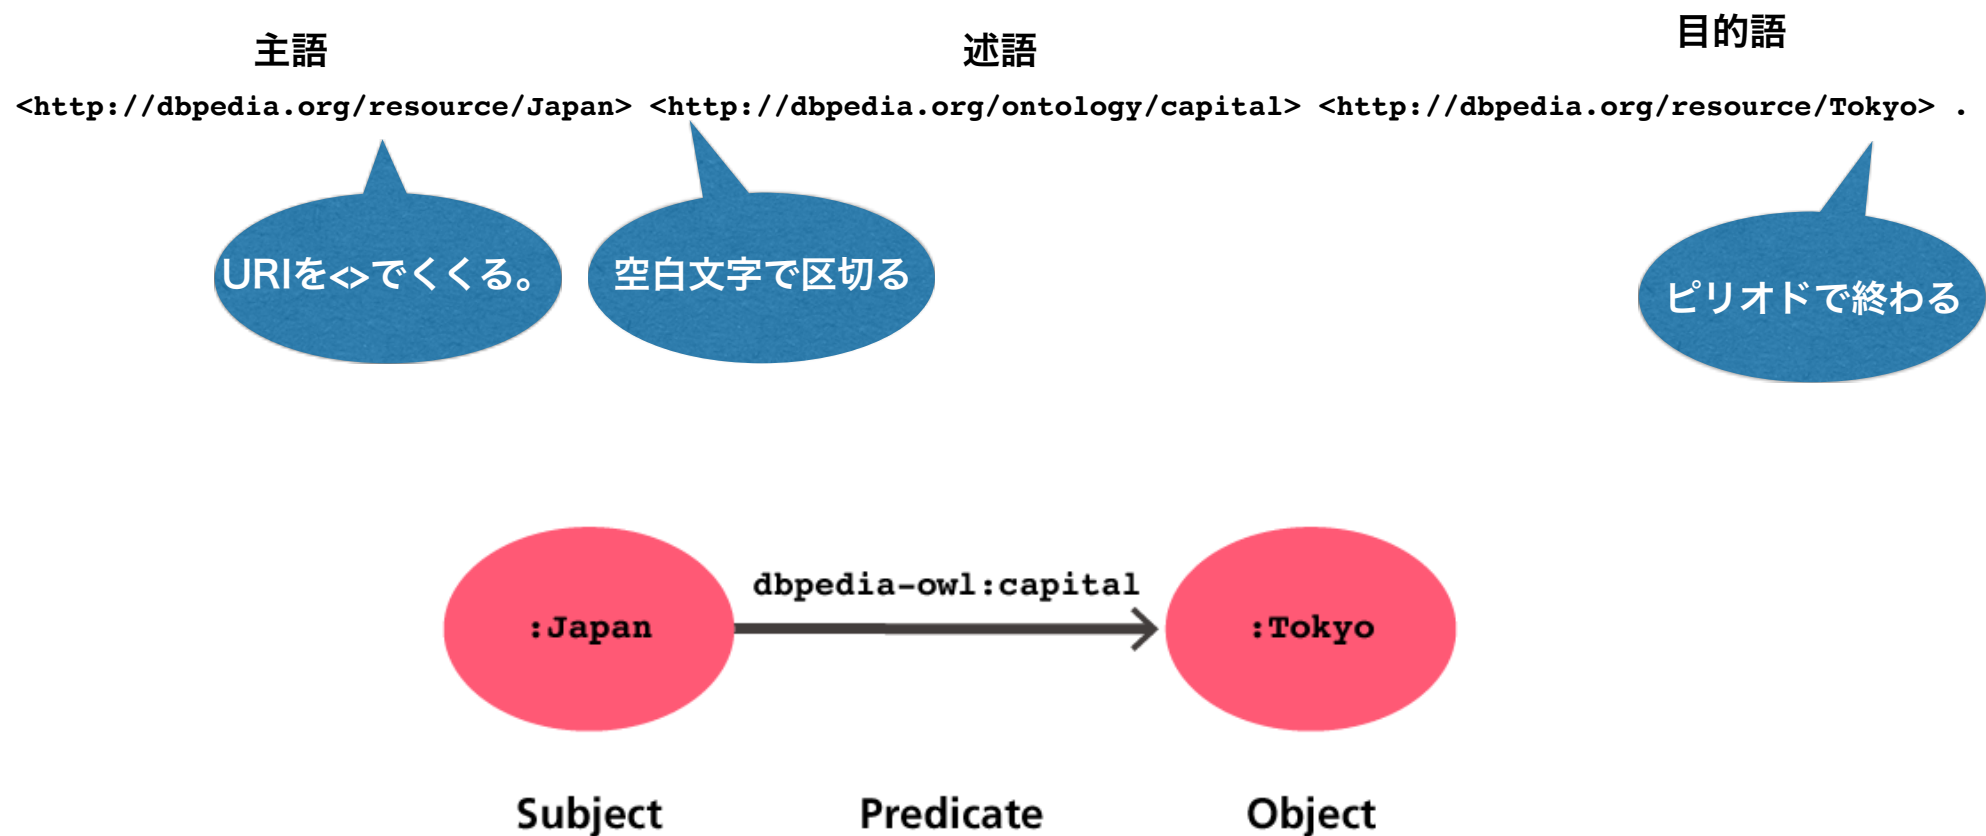 主語
述語
目的語
<http://dbpedia.org/resource/Japan> <http://dbpedia.org/ontology/capital> <http://dbpedia.org/resource/Tokyo> .
URIを<>でくくる。
空白文字で区切る
ピリオドで終わる
dbpedia-owl:capital
:Japan
:Tokyo
Subject
Predicate
Object